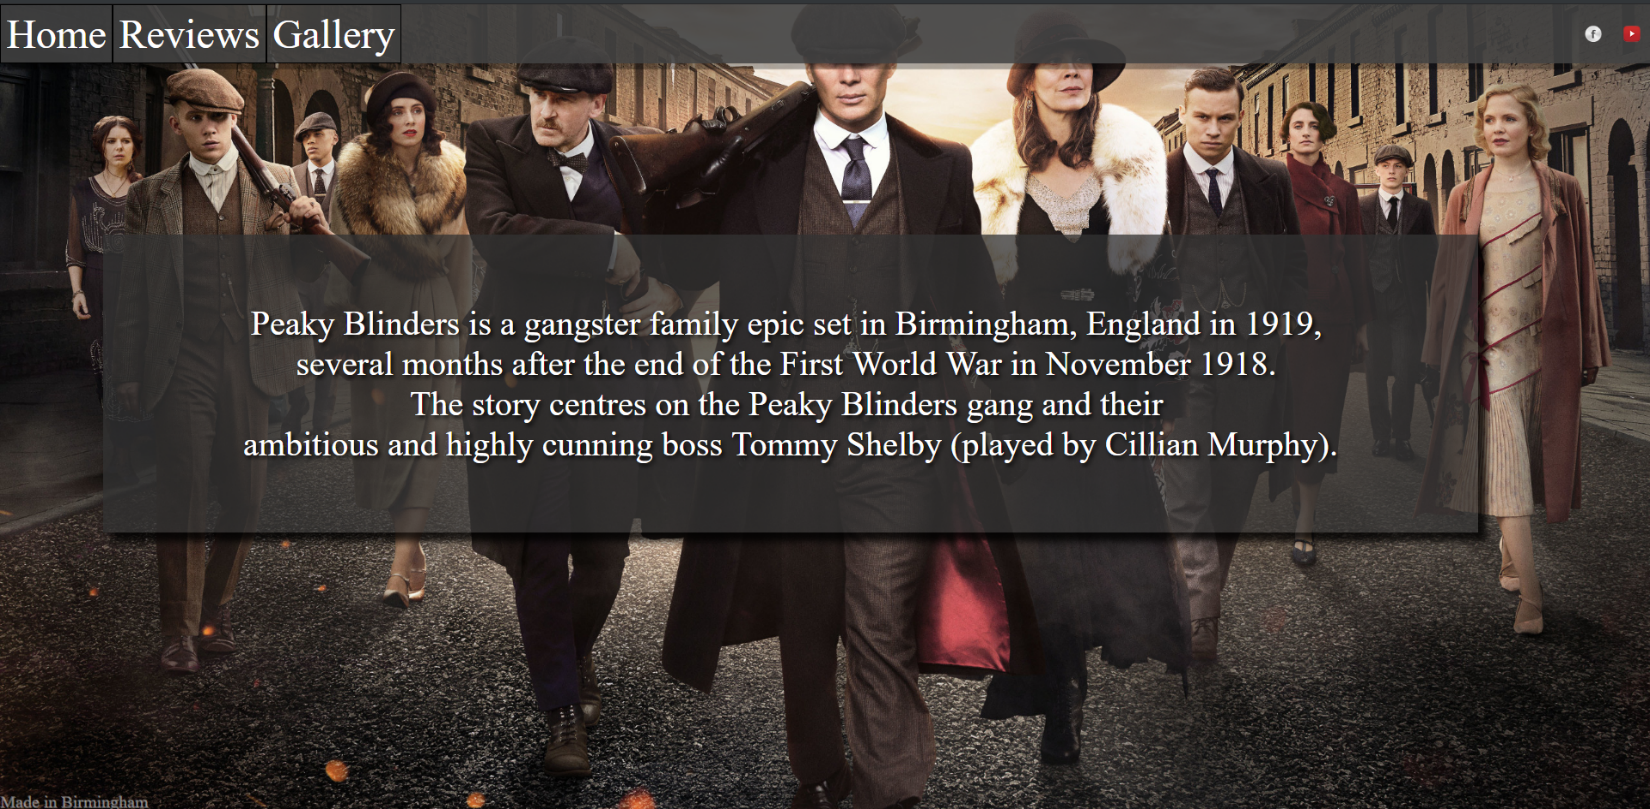 Home Reviews Gallery
Peaky Blinders is a gangster family epic set in Birmingham, England in 1919,
several months after the end of the First World War in November 1918.
The story centres on the Peaky Blinders gang and their
ambitious and highly cunning boss Tommy Shelby (played by Cillian Murphy).
Made in Birmingham